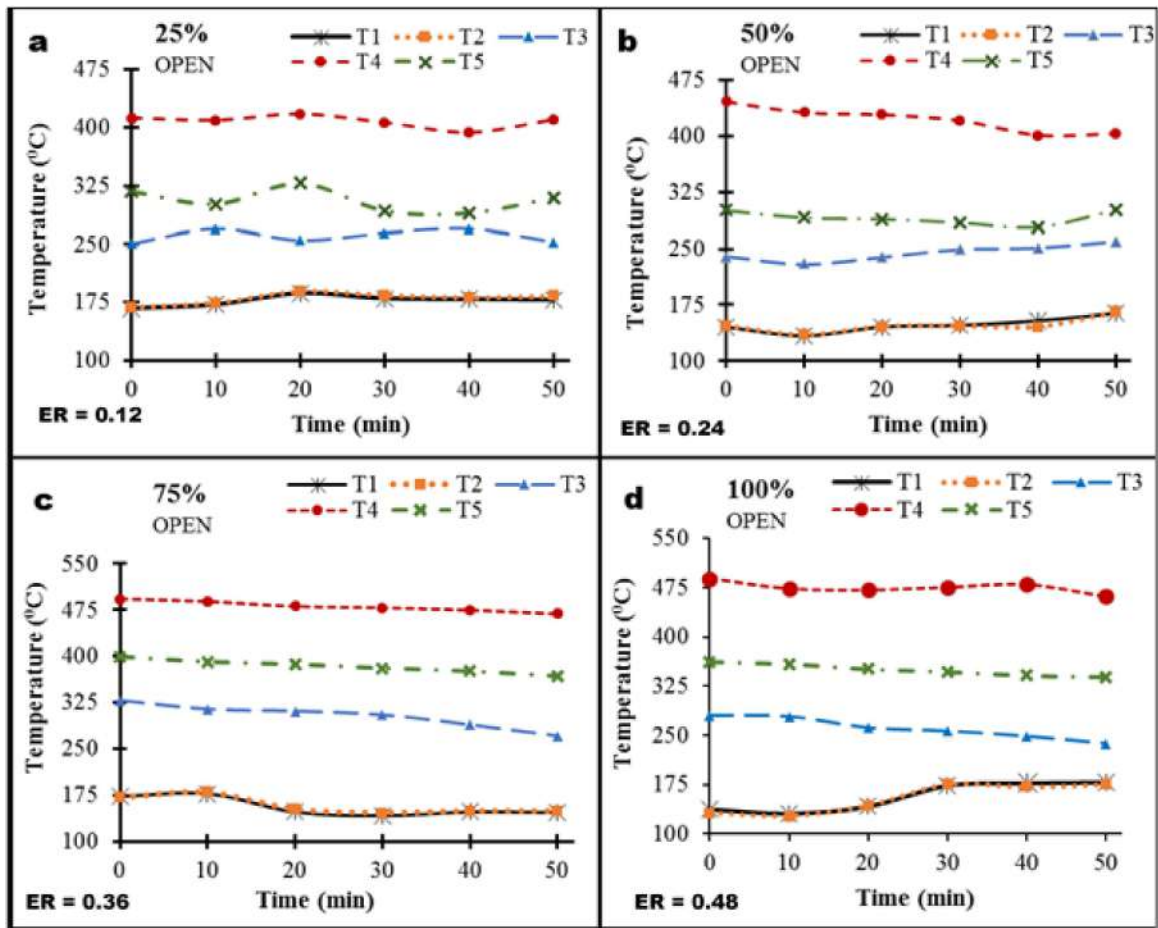 a 25% OPEN
T1 T2 T3
T4 T5
475
400
325
250
175
100
Temperature (⁰C)
0 10 20 30 40 50
ER = 0.12
Time (min)
b 50% OPEN
T1 T2 T3
T4 T5
475
400
325
250
175
100
Temperature (⁰C)
0 10 20 30 40 50
ER = 0.24
Time (min)
c 75% OPEN
T1 T2 T3
T4 T5
550
475
400
325
250
175
100
Temperature (⁰C)
0 10 20 30 40 50
ER = 0.36
Time (min)
d 100% OPEN
T1 T2 T3
T4 T5
550
475
400
325
250
175
100
Temperature (⁰C)
0 10 20 30 40 50
ER = 0.48
Time (min)